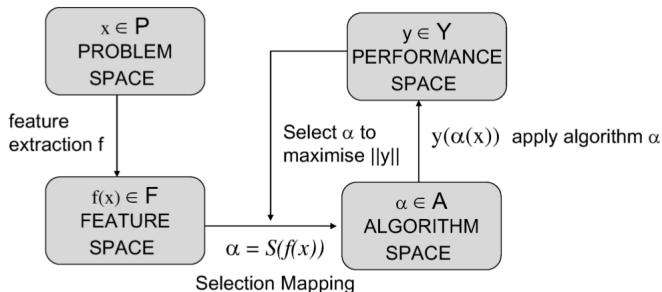 x ∈ P
PROBLEM
SPACE
y ∈ Y
PERFORMANCE
SPACE
feature
extraction f
Select α to
maximise ||y||
y(α(x)) apply algorithm α
f(x) ∈ F
FEATURE
SPACE
α ∈ A
ALGORITHM
SPACE
α = S(f(x))
Selection Mapping